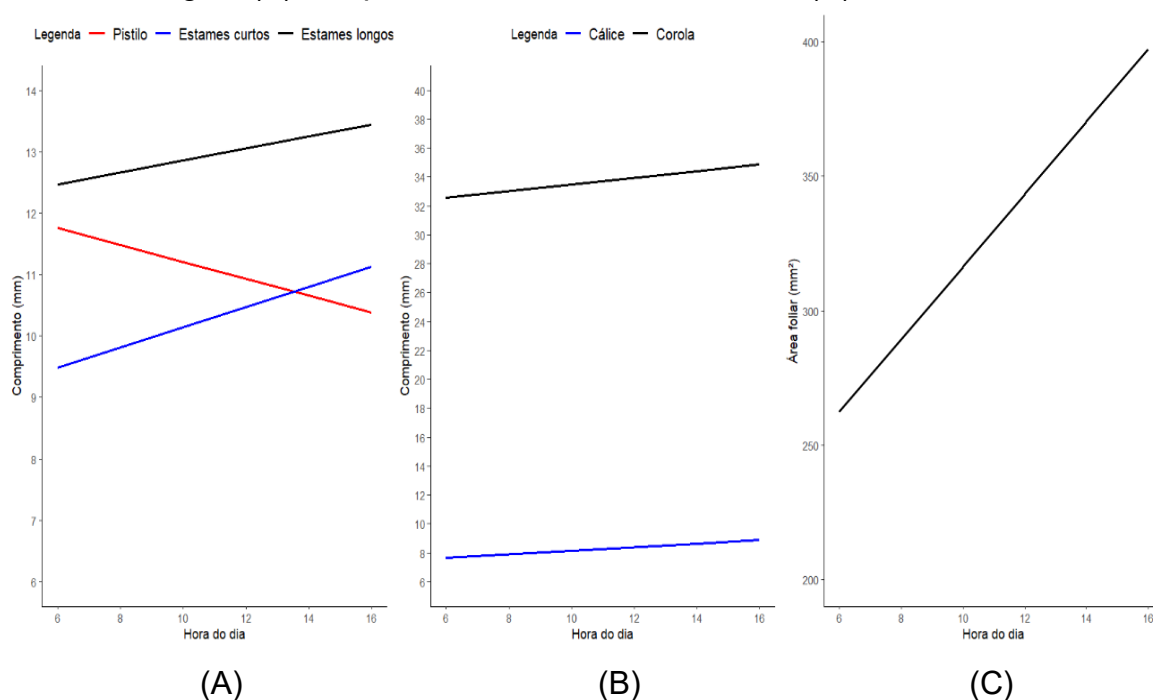 Legenda Pistilo Estames curtos Estames longos
Legenda Cálice Corola
Comprimento (mm)
14
13
12
11
10
9
8
7
6
6 8 10 12 14 16
Hora do dia
(A)
Comprimento (mm)
40
38
36
34
32
30
28
26
24
22
20
18
16
14
12
10
8
6
6 8 10 12 14 16
Hora do dia
(B)
Área foliar (mm²)
400
350
300
250
200
6 8 10 12 14 16
Hora do dia
(C)